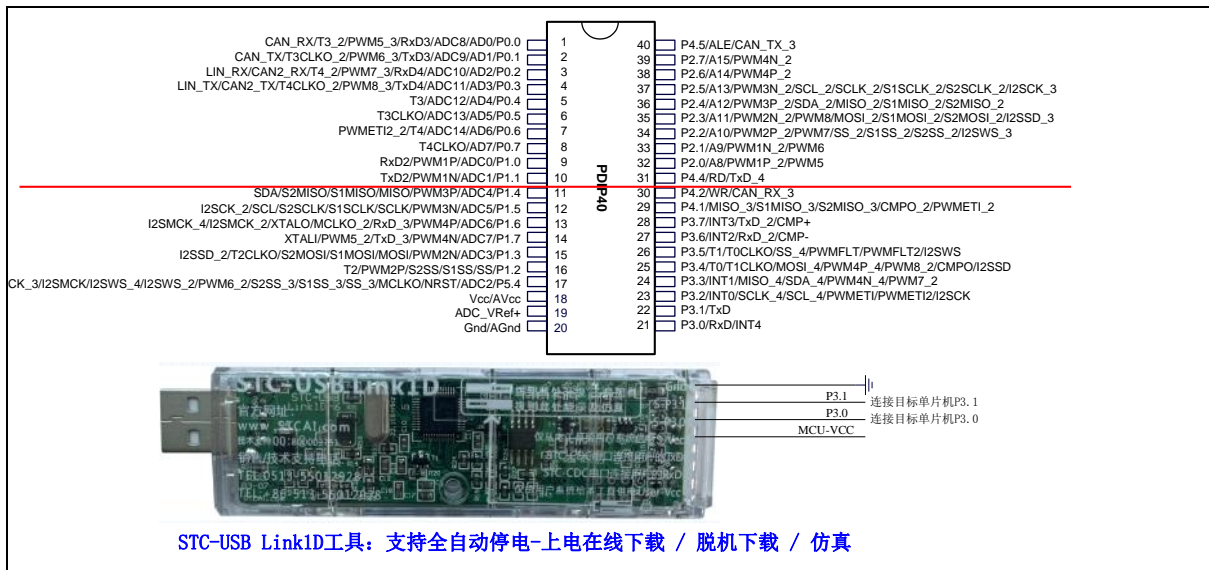 CAN_RX/T3_2/PWM5_3/RxD3/ADC8/AD0/P0.0 1
CAN_TX/T3CLKO_2/PWM6_3/TxD3/ADC9/AD1/P0.1 2
LIN_RX/CAN2_RX/T4_2/PWM7_3/RxD4/ADC10/AD2/P0.2 3
LIN_TX/CAN2_TX/T4CLKO_2/PWM8_3/TxD4/ADC11/AD3/P0.3 4
T3/ADC12/AD4/P0.4 5
T3CLKO/ADC13/AD5/P0.5 6
PWMETI2_2/T4/ADC14/AD6/P0.6 7
T4CLKO/AD7/P0.7 8
RxD2/PWM1P/ADC0/P1.0 9
TxD2/PWM1N/ADC1/P1.1 10
SDA/S2MISO/S1MISO/MISO/PWM3P/ADC4/P1.4 11
I2SCK_2/SCL/S2SCLK/S1SCLK/SCLK/PWM3N/ADC5/P1.5 12
I2SMCK_4/I2SMCK_2/XTALO/MCLKO_2/RxD_3/PWM4P/ADC6/P1.6 13
XTALI/PWM5_2/TxD_3/PWM4N/ADC7/P1.7 14
I2SSD_2/T2CLKO/S2MOSI/S1MOSI/MOSI/PWM2N/ADC3/P1.3 15
T2/PWM2P/S2SS/S1SS/SS/P1.2 16
CK_3/I2SMCK/I2SWS_4/I2SWS_2/PWM6_2/S2SS_3/S1SS_3/SS_3/MCLKO/NRST/ADC2/P5.4 17
Vcc/AVcc 18
ADC_VRef+ 19
Gnd/AGnd 20
PDIP40
40 P4.5/ALE/CAN_TX_3
39 P2.7/A15/PWM4N_2
38 P2.6/A14/PWM4P_2
37 P2.5/A13/PWM3N_2/SCL_2/SCLK_2/S1SCLK_2/S2SCLK_2/I2SCK_3
36 P2.4/A12/PWM3P_2/SDA_2/MISO_2/S1MISO_2/S2MISO_2
35 P2.3/A11/PWM2N_2/PWM8/MOSI_2/S1MOSI_2/S2MOSI_2/I2SSD_3
34 P2.2/A10/PWM2P_2/PWM7/SS_2/S1SS_2/S2SS_2/I2SWS_3
33 P2.1/A9/PWM1N_2/PWM6
32 P2.0/A8/PWM1P_2/PWM5
31 P4.4/RD/TxD_4
30 P4.2/WR/CAN_RX_3
29 P4.1/MISO_3/S1MISO_3/S2MISO_3/CMPO_2/PWMETI_2
28 P3.7/INT3/TxD_2/CMP+
27 P3.6/INT2/RxD_2/CMP-
26 P3.5/T1/T0CLKO/SS_4/PWMFLT/PWMFLT2/I2SWS
25 P3.4/T0/T1CLKO/MOSI_4/PWM4P_4/PWM8_2/CMPO/I2SSD
24 P3.3/INT1/MISO_4/SDA_4/PWM4N_4/PWM7_2
23 P3.2/INT0/SCLK_4/SCL_4/PWMETI/PWMETI2/I2SCK
22 P3.1/TxD
21 P3.0/RxD/INT4
STC-USB Link1D
官方网址:
www.STCAI.com
TEL:0513-55012928
P3.1 连接目标单片机P3.1
P3.0 连接目标单片机P3.0
MCU-VCC
STC-USB Link1D工具：支持全自动停电-上电在线下载 / 脱机下载 / 仿真